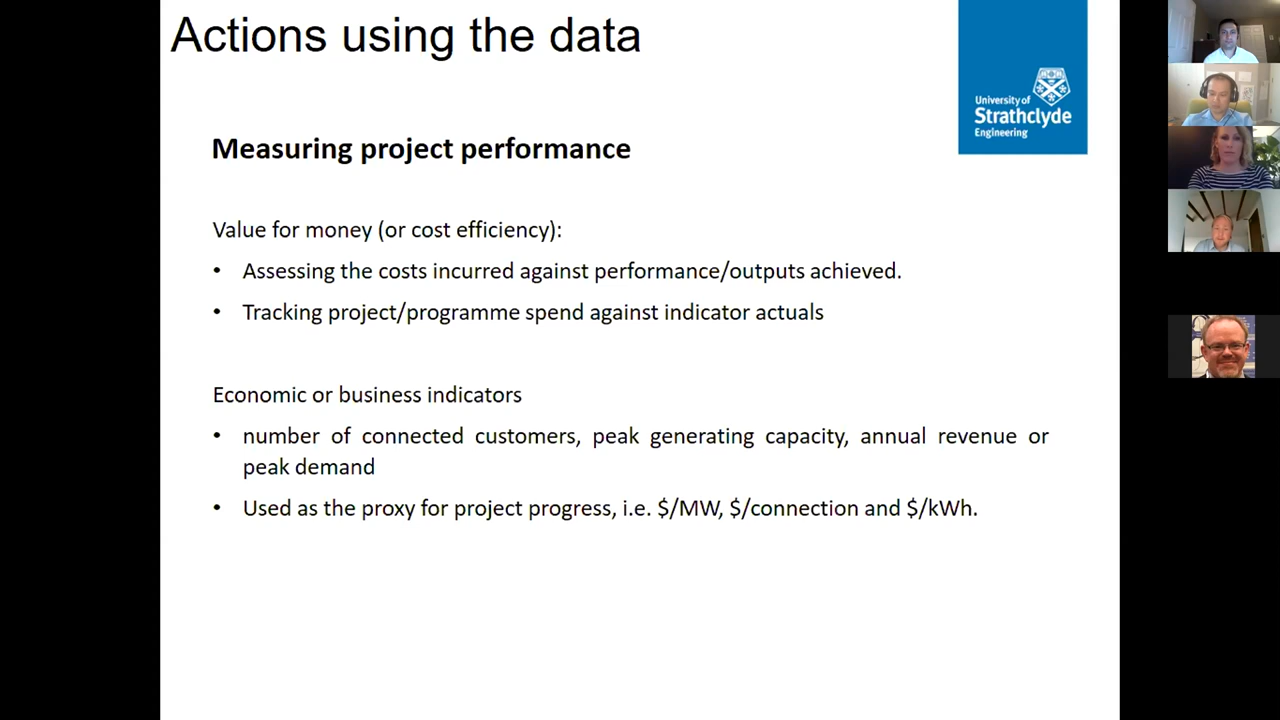 Actions using the data
University of
Strathclyde
Engineering
Measuring project performance
Value for money (or cost efficiency):
• Assessing the costs incurred against performance/outputs achieved.
• Tracking project/programme spend against indicator actuals
Economic or business indicators
• number of connected customers, peak generating capacity, annual revenue or
peak demand
• Used as the proxy for project progress, i.e. $/MW, $/connection and $/kWh.